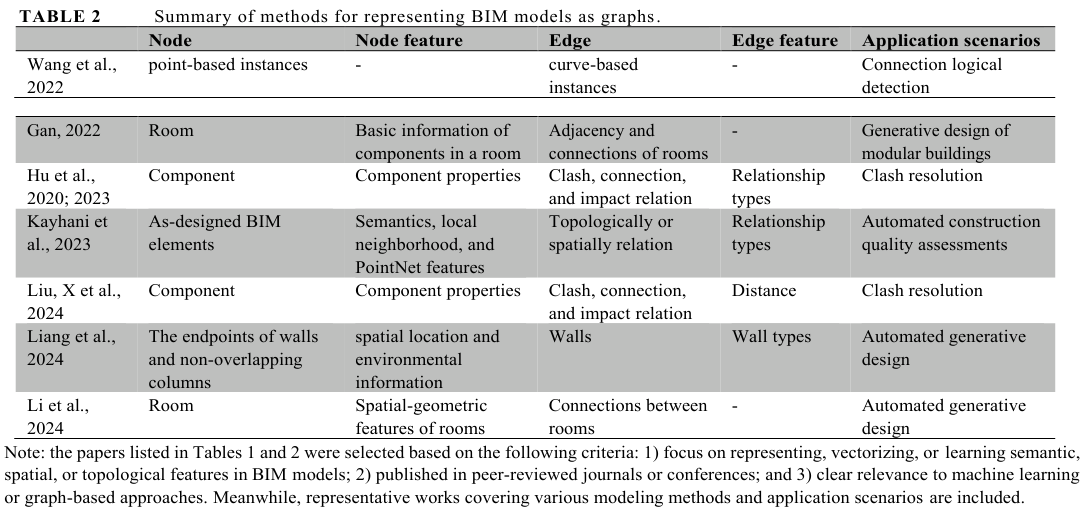 TABLE 2 Summary of methods for representing BIM models as graphs.
Node Node feature Edge Edge feature Application scenarios
Wang et al., point-based instances - curve-based - Connection logical
2022 instances detection
Gan, 2022 Room Basic information of Adjacency and - Generative design of
components in a room connections of rooms modular buildings
Hu et al., Component Component properties Clash, connection, Relationship Clash resolution
2020; 2023 and impact relation types
Kayhani et As-designed BIM Semantics, local Topologically or Relationship Automated construction
al., 2023 elements neighborhood, and spatially relation types quality assessments
PointNet features
Liu, X et al., Component Component properties Clash, connection, Distance Clash resolution
2024 and impact relation
Liang et al., The endpoints of walls spatial location and Walls Wall types Automated generative
2024 and non-overlapping environmental design
columns information
Li et al., Room Spatial-geometric Connections between - Automated generative
2024 features of rooms rooms design
Note: the papers listed in Tables 1 and 2 were selected based on the following criteria: 1) focus on representing, vectorizing, or learning semantic,
spatial, or topological features in BIM models; 2) published in peer-reviewed journals or conferences; and 3) clear relevance to machine learning
or graph-based approaches. Meanwhile, representative works covering various modeling methods and application scenarios are included.